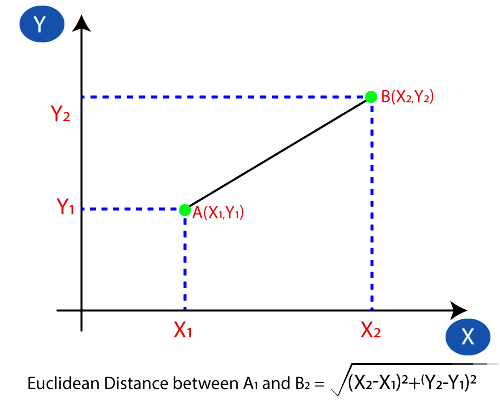 Y
Y₂
B(X₂,Y₂)
Y₁
A(X₁,Y₁)
X₁
X₂
X
Euclidean Distance between A₁ and B₂ = √(X₂-X₁)²+(Y₂-Y₁)²